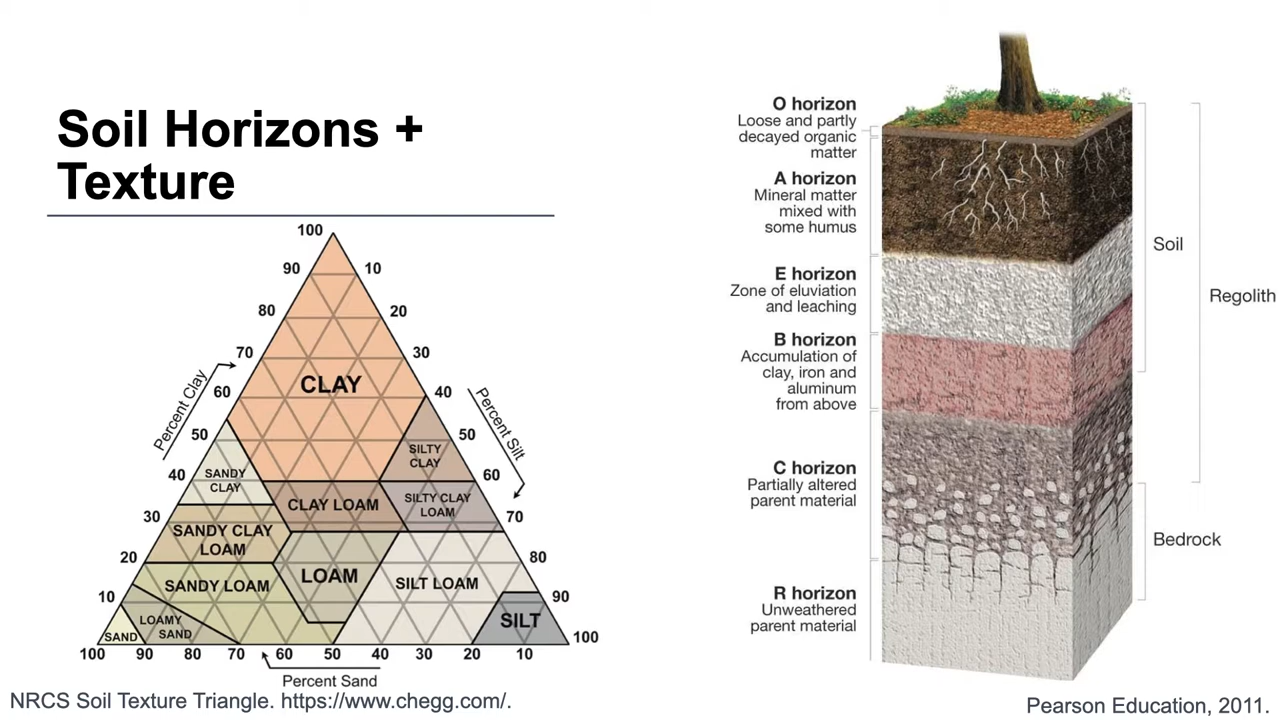 Soil Horizons +
Texture
100
90
10
80
20
70
30
CLAY
60
40
Percent Clay
Percent Silt
50
50
SILTY
CLAY
40
SANDY
CLAY
60
CLAY LOAM
SILTY CLAY
LOAM
30
70
SANDY CLAY
LOAM
20
80
LOAM
SILT LOAM
SANDY LOAM
10
90
LOAMY
SAND
SILT
SAND
100
100
90
80
70
60
50
40
30
20
10
Percent Sand
NRCS Soil Texture Triangle. https://www.chegg.com/.
O horizon
Loose and partly
decayed organic
matter
A horizon
Mineral matter
mixed with
some humus
E horizon
Zone of eluviation
and leaching
B horizon
Accumulation of
clay, iron and
aluminum
from above
C horizon
Partially altered
parent material
R horizon
Unweathered
parent material
Soil
Regolith
Bedrock
Pearson Education, 2011.